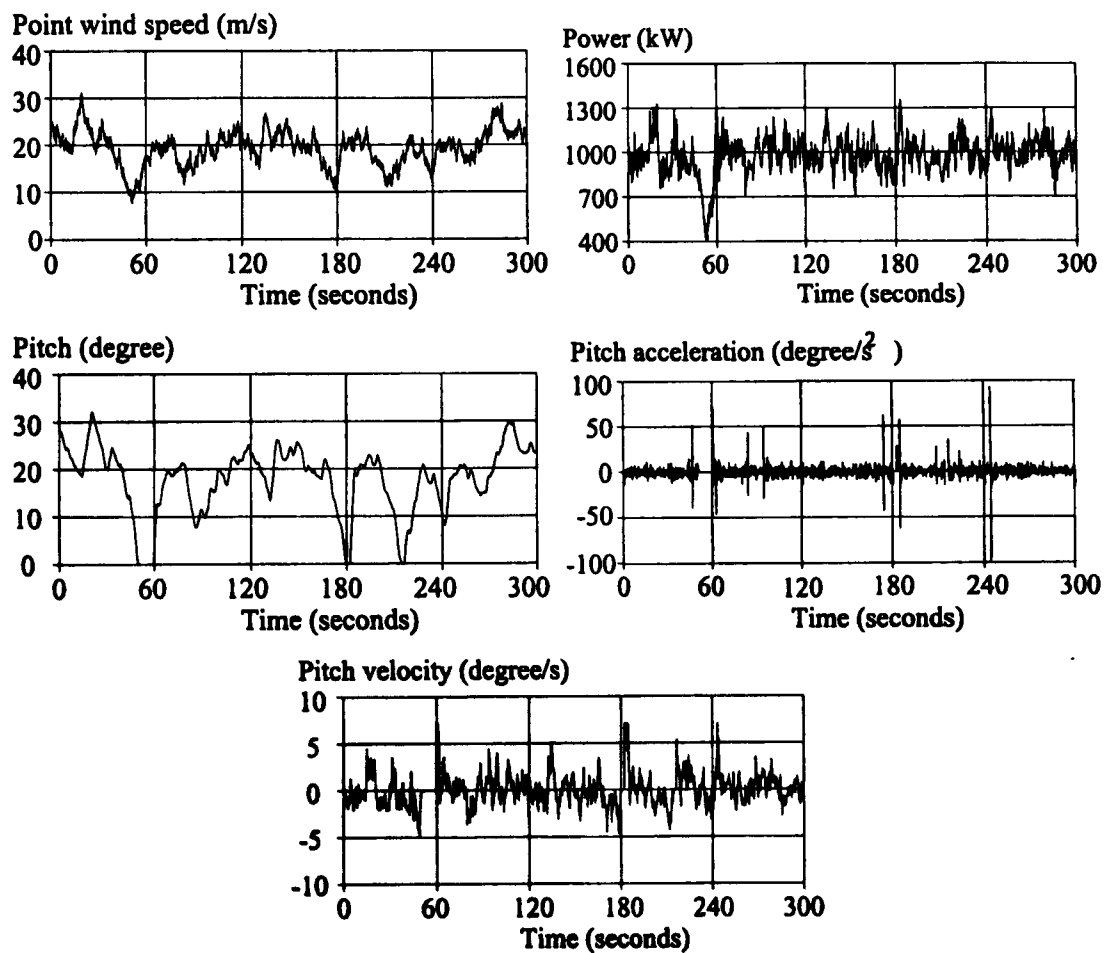 Point wind speed (m/s)
40
30
20
10
0
0 60 120 180 240 300
Time (seconds)
Power (kW)
1600
1300
1000
700
400
0 60 120 180 240 300
Time (seconds)
Pitch (degree)
40
30
20
10
0
0 60 120 180 240 300
Time (seconds)
Pitch acceleration (degree/s² )
100
50
0
-50
-100
0 60 120 180 240 300
Time (seconds)
Pitch velocity (degree/s)
10
5
0
-5
-10
0 60 120 180 240 300
Time (seconds)